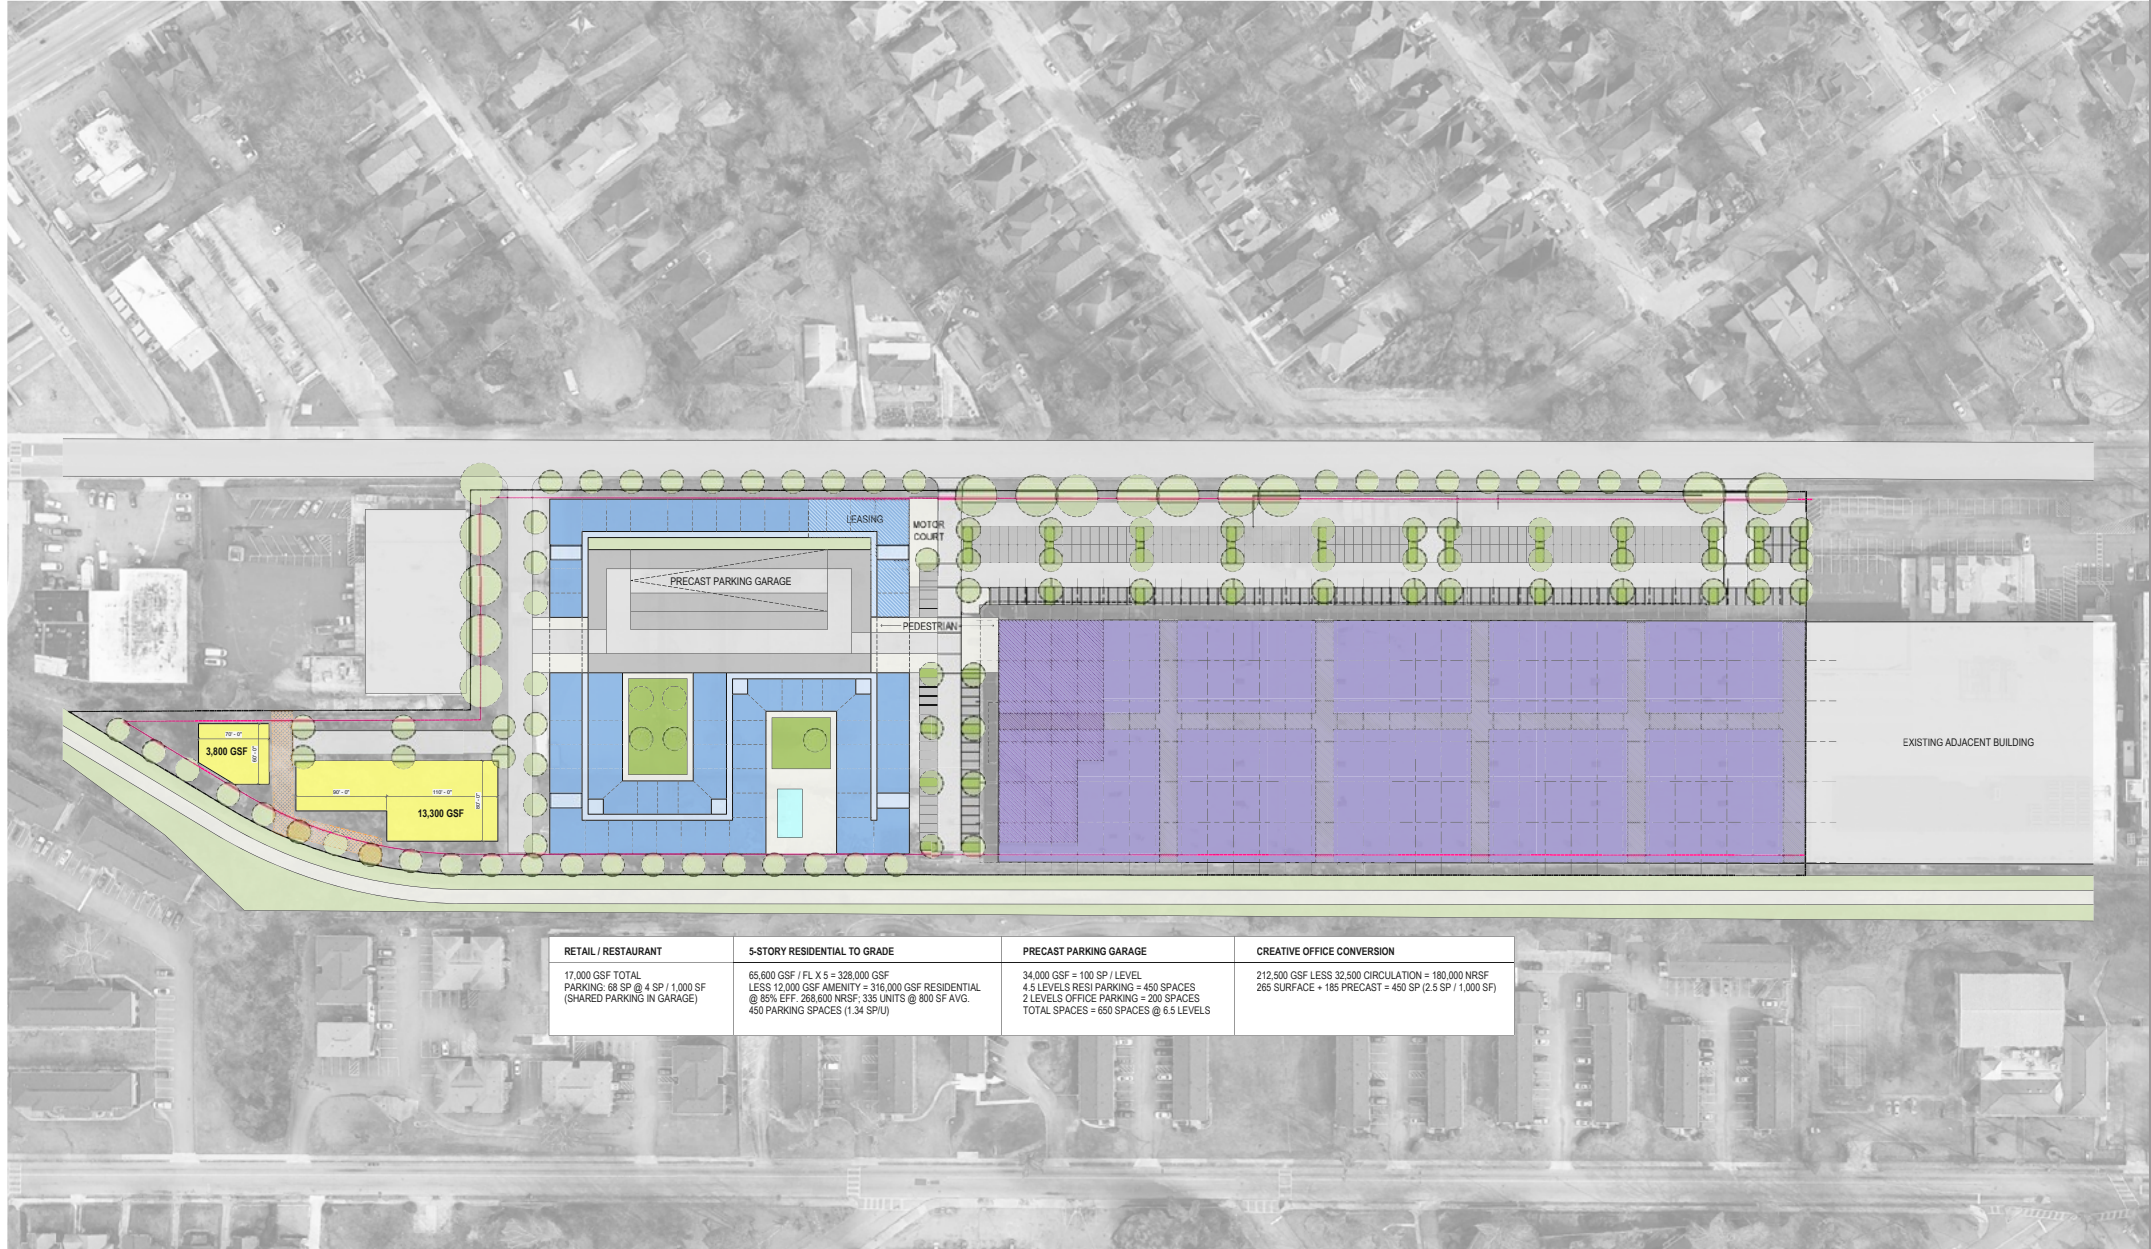 LEASING
MOTOR
COURT
PRECAST PARKING GARAGE
PEDESTRIAN
70' - 0"
3,800 GSF
60' - 0"
90' - 0"
110' - 0"
80' - 0"
13,300 GSF
EXISTING ADJACENT BUILDING
RETAIL / RESTAURANT
17,000 GSF TOTAL
PARKING: 68 SP @ 4 SP / 1,000 SF
(SHARED PARKING IN GARAGE)
5-STORY RESIDENTIAL TO GRADE
65,600 GSF / FL X 5 = 328,000 GSF
LESS 12,000 GSF AMENITY = 316,000 GSF RESIDENTIAL
@ 85% EFF. 268,600 NRSF; 335 UNITS @ 800 SF AVG.
450 PARKING SPACES (1.34 SP/U)
PRECAST PARKING GARAGE
34,000 GSF = 100 SP / LEVEL
4.5 LEVELS RESI PARKING = 450 SPACES
2 LEVELS OFFICE PARKING = 200 SPACES
TOTAL SPACES = 650 SPACES @ 6.5 LEVELS
CREATIVE OFFICE CONVERSION
212,500 GSF LESS 32,500 CIRCULATION = 180,000 NRSF
265 SURFACE + 185 PRECAST = 450 SP (2.5 SP / 1,000 SF)